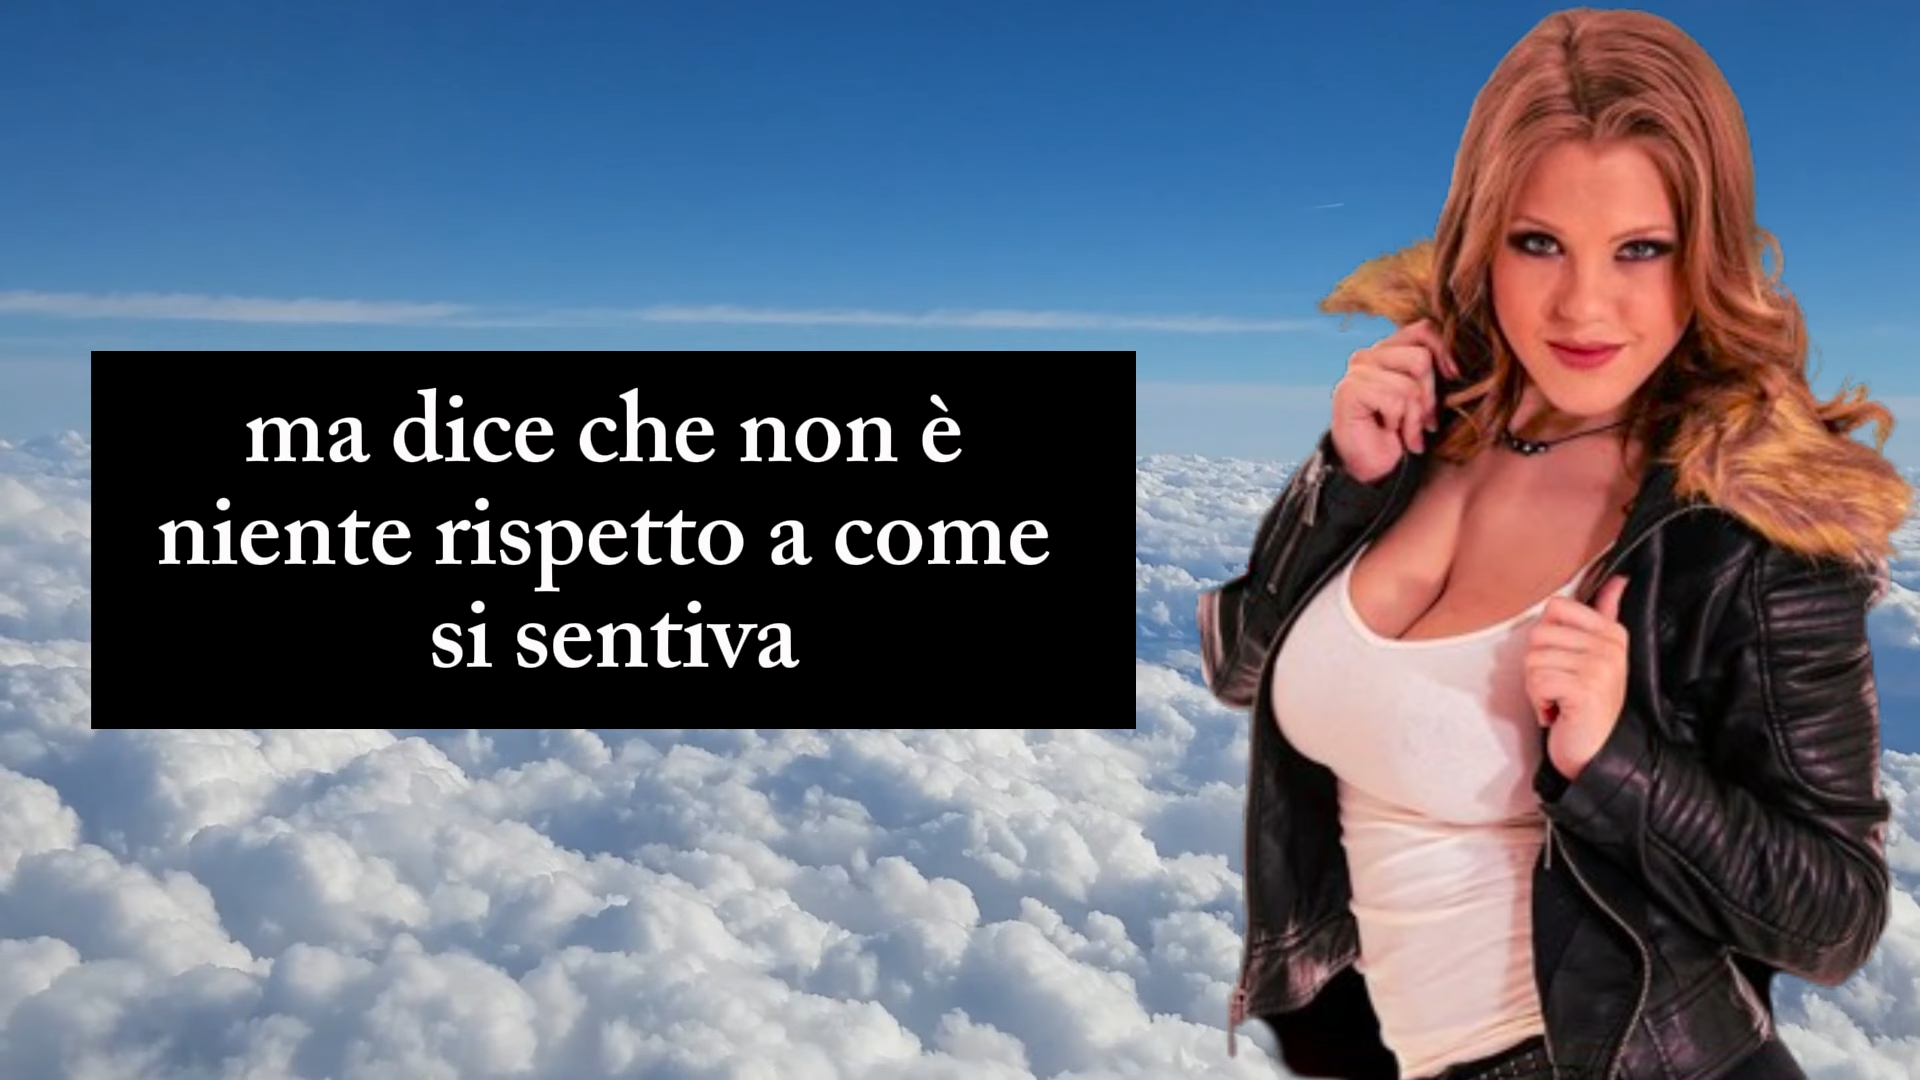 ma dice che non è
niente rispetto a come
si sentiva